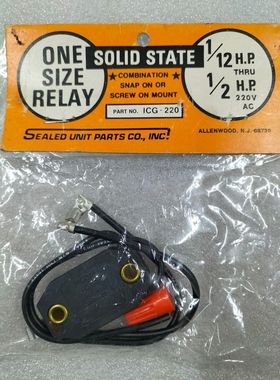 ONE
SIZE
RELAY
SOLID STATE
★COMBINATION★
SNAP ON OR
SCREW ON MOUNT
PART NO. ICG-220
1/12 H.P.
THRU
1/2 H.P.
220V
AC
SEALED UNIT PARTS CO., INC.
ALLENWOOD, N.J. 08720